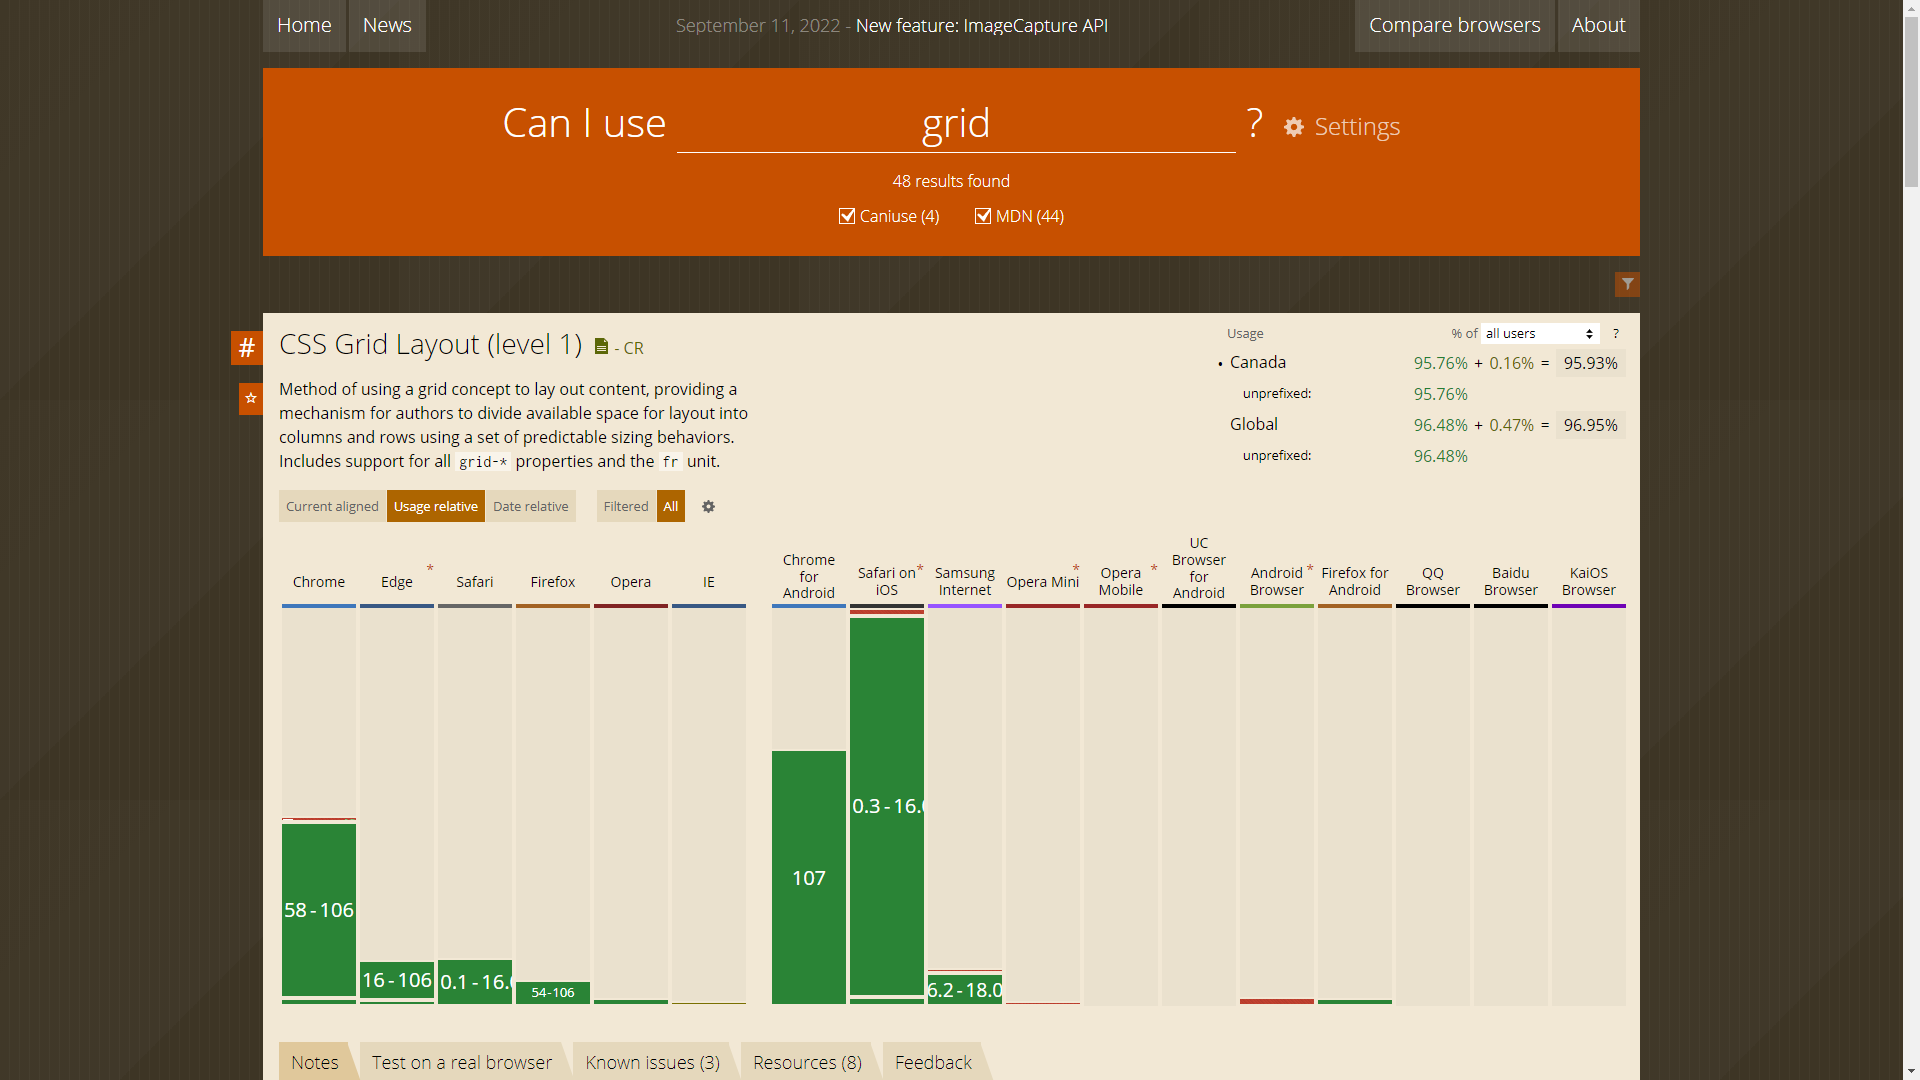 Home
News
September 11, 2022 - New feature: ImageCapture API
Compare browsers
About
Can I use grid ? Settings
48 results found
Caniuse (4)
MDN (44)
#
CSS Grid Layout (level 1) - CR
Method of using a grid concept to lay out content, providing a
mechanism for authors to divide available space for layout into
columns and rows using a set of predictable sizing behaviors.
Includes support for all grid-* properties and the fr unit.
Usage % of all users ?
• Canada 95.76% + 0.16% = 95.93%
unprefixed: 95.76%
Global 96.48% + 0.47% = 96.95%
unprefixed: 96.48%
Current aligned
Usage relative
Date relative
Filtered
All
Chrome
Edge *
Safari
Firefox
Opera
IE
Chrome
for
Android
Safari on *
iOS
Samsung
Internet
Opera Mini *
Opera *
Mobile
UC
Browser
for
Android
Android *
Browser
Firefox for
Android
QQ
Browser
Baidu
Browser
KaiOS
Browser
58 - 106
16 - 106
0.1 - 16.
54-106
107
0.3 - 16.
6.2 - 18.0
Notes
Test on a real browser
Known issues (3)
Resources (8)
Feedback